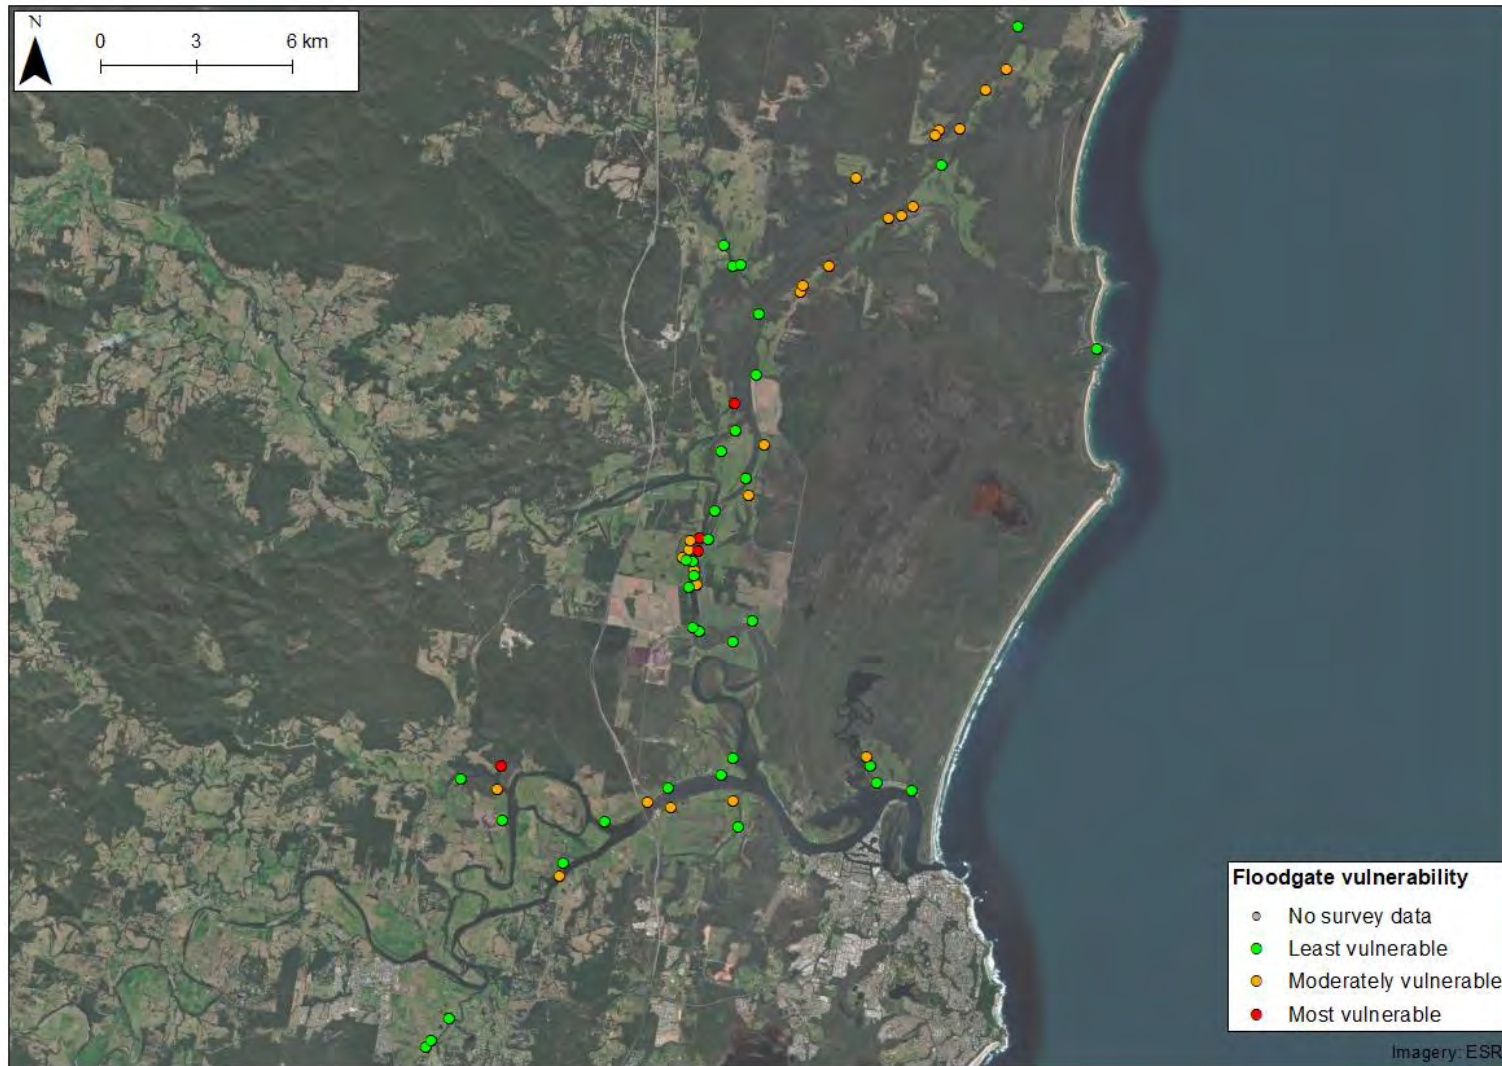 N
0 3 6 km
Floodgate vulnerability
No survey data
Least vulnerable
Moderately vulnerable
Most vulnerable
Imagery: ESR